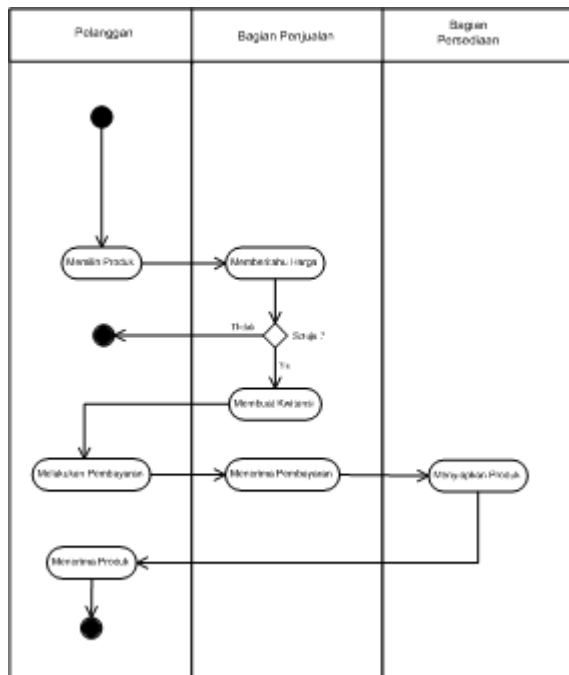 Pelanggan
Bagian Penjualan
Bagian
Persediaan
Memilih Produk
Memberitahu Harga
Tidak
Setuju ?
Ya
Membuat Kwitansi
Melakukan Pembayaran
Menerima Pembayaran
Menyiapkan Produk
Menerima Produk